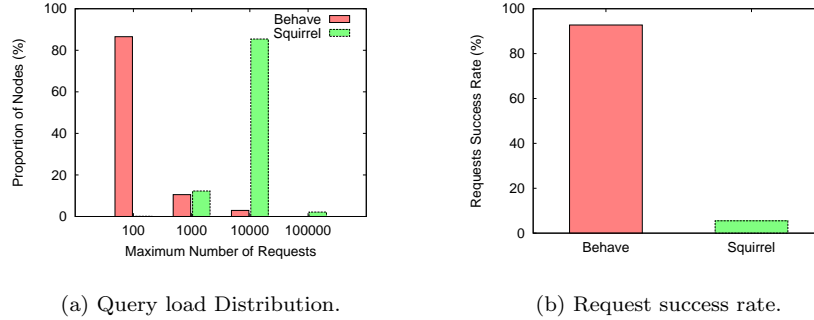 100
80
60
40
20
0
Proportion of Nodes (%)
Behave
Squirrel
100 1000 10000 100000
Maximum Number of Requests
(a) Query load Distribution.
100
80
60
40
20
0
Requests Success Rate (%)
Behave Squirrel
(b) Request success rate.